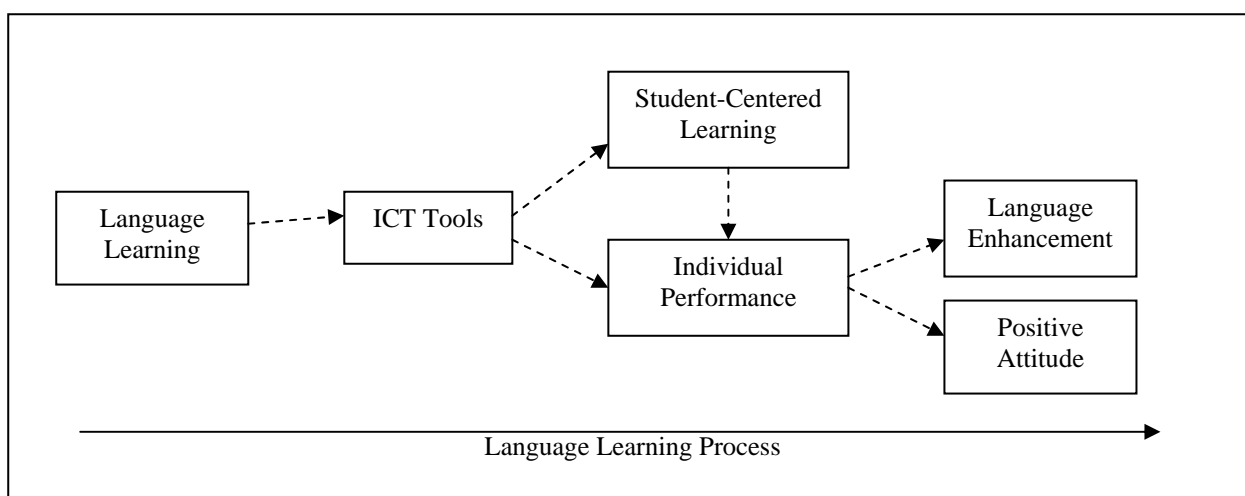 Student-Centered
Learning
Language
Learning
ICT Tools
Individual
Performance
Language
Enhancement
Positive
Attitude
Language Learning Process